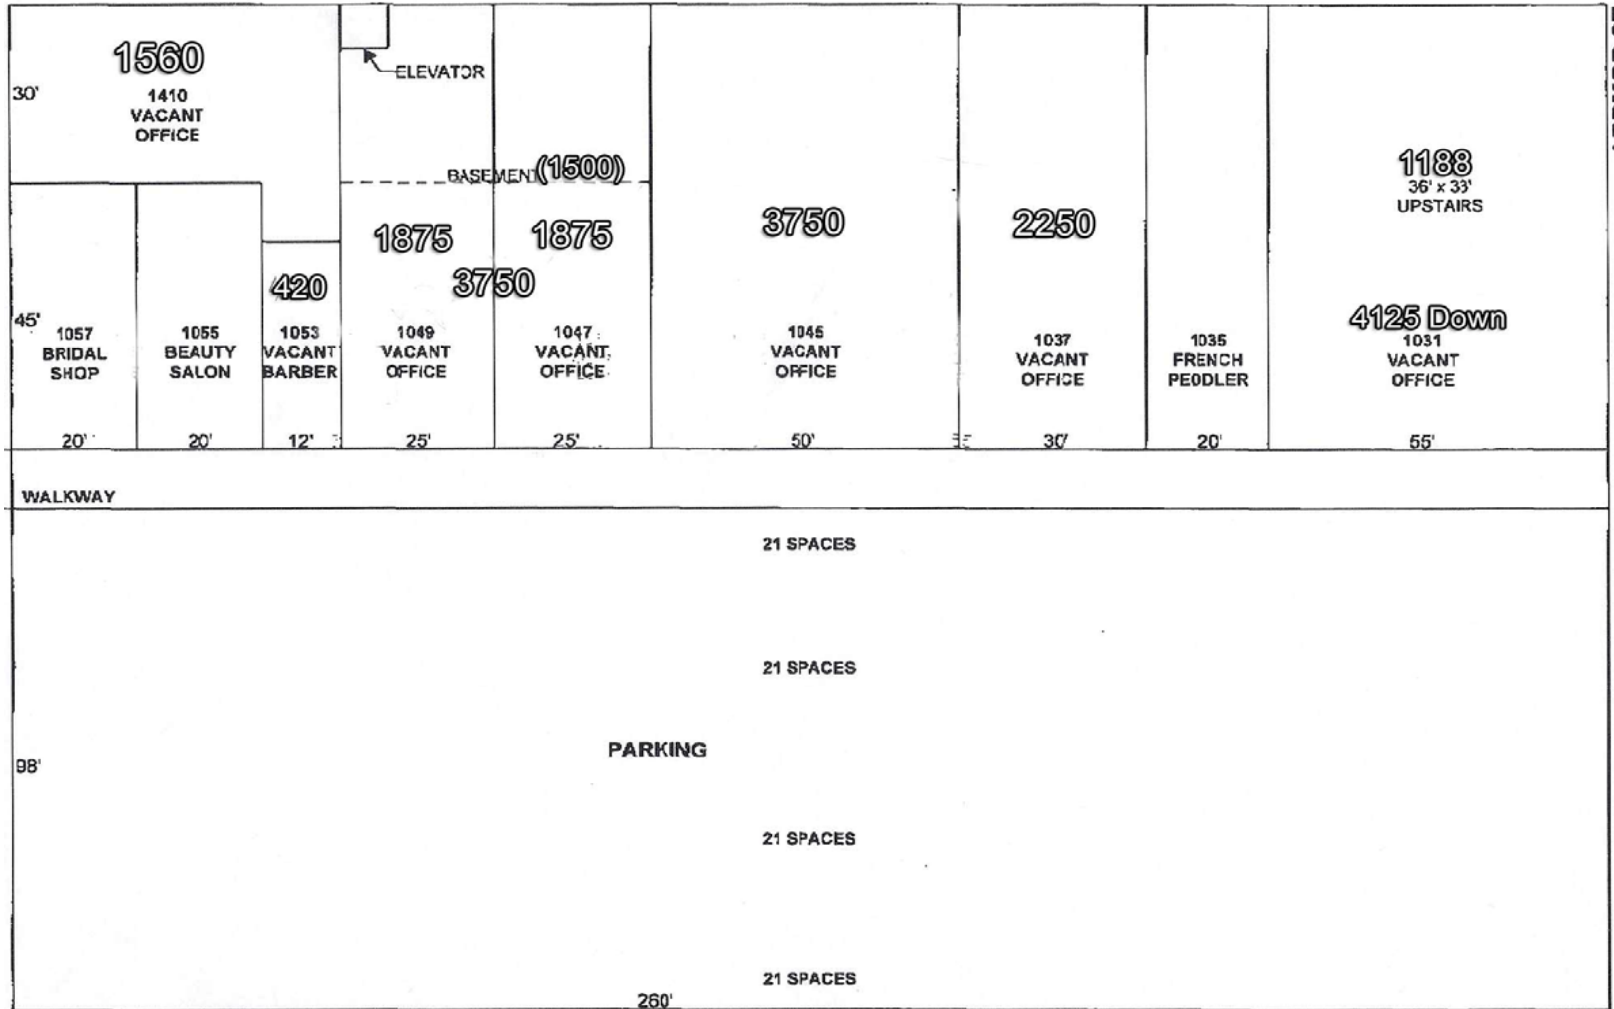 1560
1410
VACANT
OFFICE
30'
ELEVATOR
BASEMENT (1500)
1875
1875
3750
3750
2250
1188
36' x 33'
UPSTAIRS
420
4125 Down
45'
1057
BRIDAL
SHOP
1055
BEAUTY
SALON
1053
VACANT
BARBER
1049
VACANT
OFFICE
1047
VACANT
OFFICE
1045
VACANT
OFFICE
1037
VACANT
OFFICE
1035
FRENCH
PEDDLER
1031
VACANT
OFFICE
20'
20'
12'
25'
25'
50'
30'
20'
55'
WALKWAY
21 SPACES
21 SPACES
PARKING
98'
21 SPACES
21 SPACES
260'